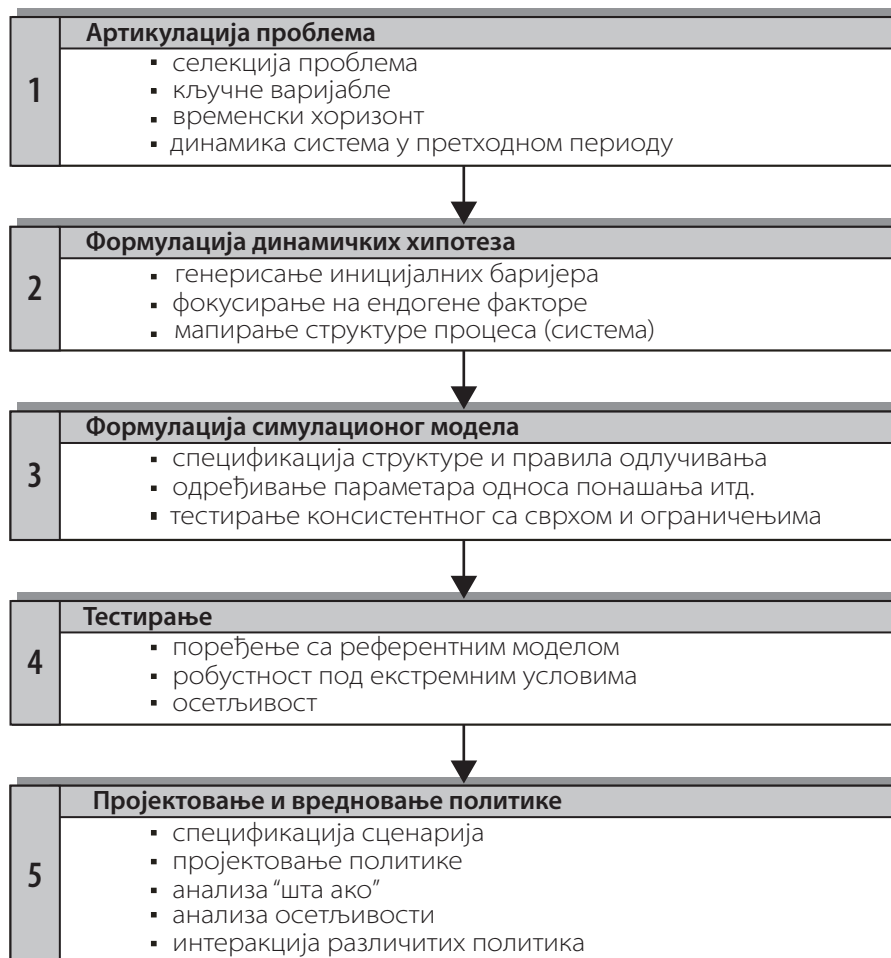 1
Артикулација проблема
▪ селекција проблема
▪ кључне варијабле
▪ временски хоризонт
▪ динамика система у претходном периоду
2
Формулација динамичких хипотеза
▪ генерисање иницијалних баријера
▪ фокусирање на ендогене факторе
▪ мапирање структуре процеса (система)
3
Формулација симулационог модела
▪ спецификација структуре и правила одлучивања
▪ одређивање параметара односа понашања итд.
▪ тестирање консистентног са сврхом и ограничењима
4
Тестирање
▪ поређење са референтним моделом
▪ робустност под екстремним условима
▪ осетљивост
5
Пројектовање и вредновање политике
▪ спецификација сценарија
▪ пројектовање политике
▪ анализа “шта ако”
▪ анализа осетљивости
▪ интеракција различитих политика